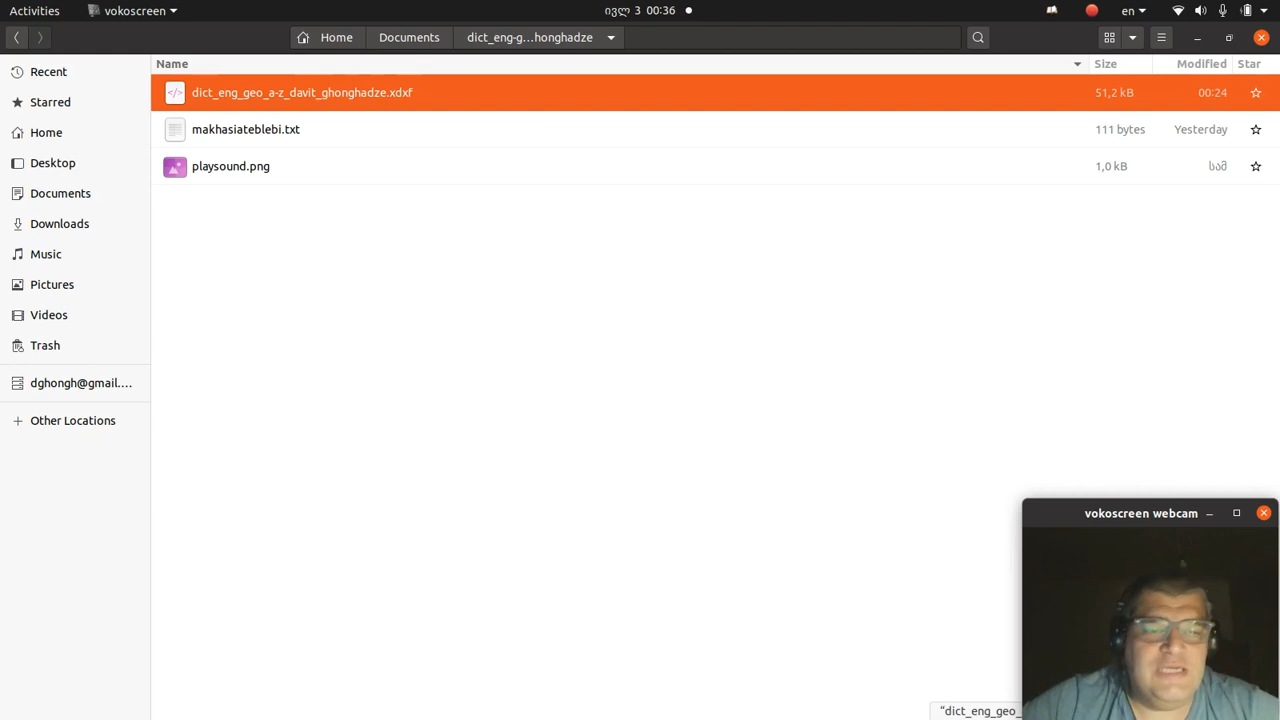 Activities
vokoscreen
ივლ 3 00:36
en
Home
Documents
dict_eng-g…honghadze
Name
Size
Modified
Star
Recent
Starred
Home
Desktop
Documents
Downloads
Music
Pictures
Videos
Trash
dghongh@gmail.…
Other Locations
dict_eng_geo_a-z_davit_ghonghadze.xdxf
51,2 kB
00:24
makhasiateblebi.txt
111 bytes
Yesterday
playsound.png
1,0 kB
სამ
vokoscreen webcam
“dict_eng_geo_